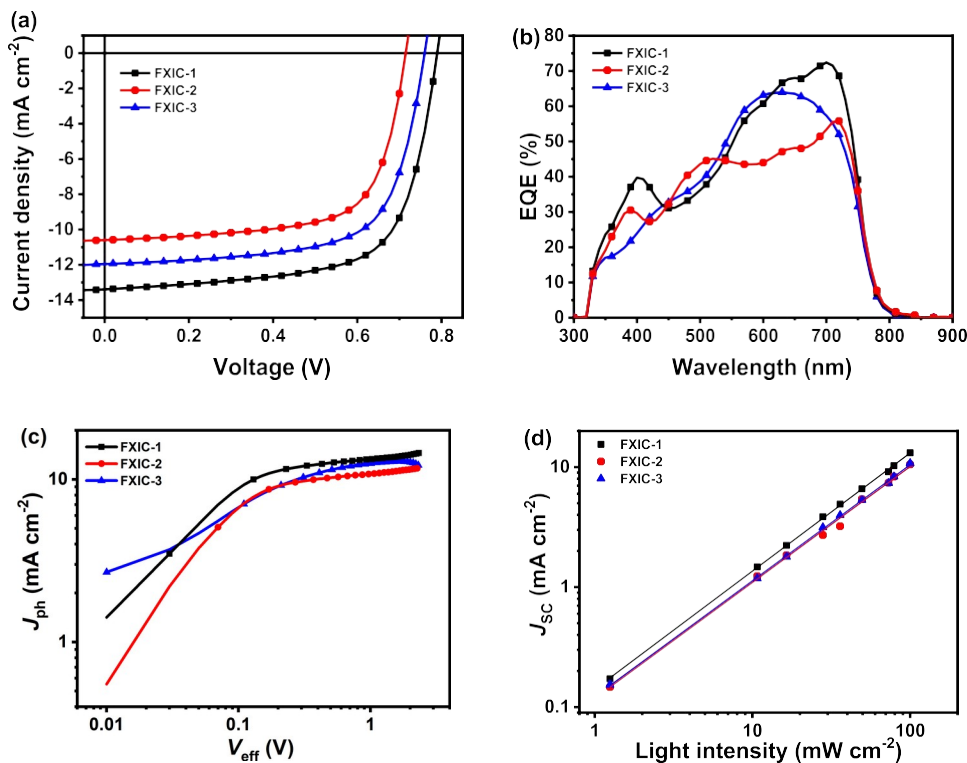 (a)
Current density (mA cm-2)
0
-2
-4
-6
-8
-10
-12
-14
FXIC-1
FXIC-2
FXIC-3
0.0
0.2
0.4
0.6
0.8
Voltage (V)
(b)
EQE (%)
80
70
60
50
40
30
20
10
0
FXIC-1
FXIC-2
FXIC-3
300
400
500
600
700
800
900
Wavelength (nm)
(c)
Jph (mA cm-2)
10
1
FXIC-1
FXIC-2
FXIC-3
0.01
0.1
1
Veff (V)
(d)
JSC (mA cm-2)
10
1
0.1
FXIC-1
FXIC-2
FXIC-3
1
10
100
Light intensity (mW cm-2)